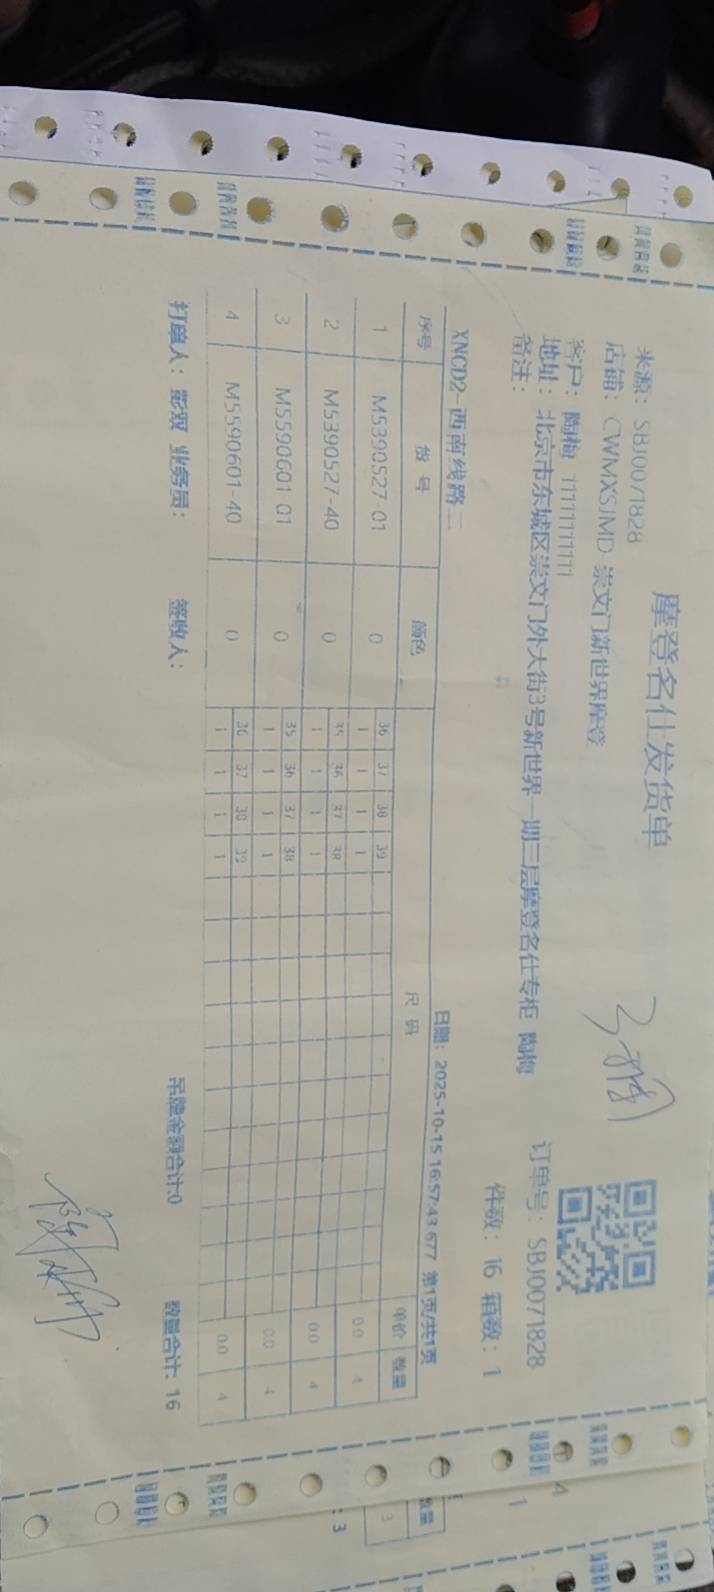 摩登名仕发货单
来源：SBJ0071828
店铺：CWMXSJMD-崇文门新世界摩登
客户：陶梅 11111111111
订单号：SBJ0071828
地址：北京市东城区崇文门外大街3号新世界一期三层摩登名仕专柜 陶梅
备注：
件数：16 箱数：1
XNCD2-西南线路二
日期：2025-10-15 16:57:43.677 第1页/共1页
序号 货号 颜色 尺码 单价 数量
1 M5390527-01 0 36 37 38 39 0.0 4
1 1 1 1
2 M5390527-40 0 35 36 37 38 0.0 4
1 1 1 1
3 M5590601-01 0 35 36 37 38 0.0 4
1 1 1 1
4 M5590601-40 0 36 37 38 39 0.0 4
1 1 1 1
打单人：彭双 业务员： 签收人： 吊牌金额合计:0 数量合计: 16